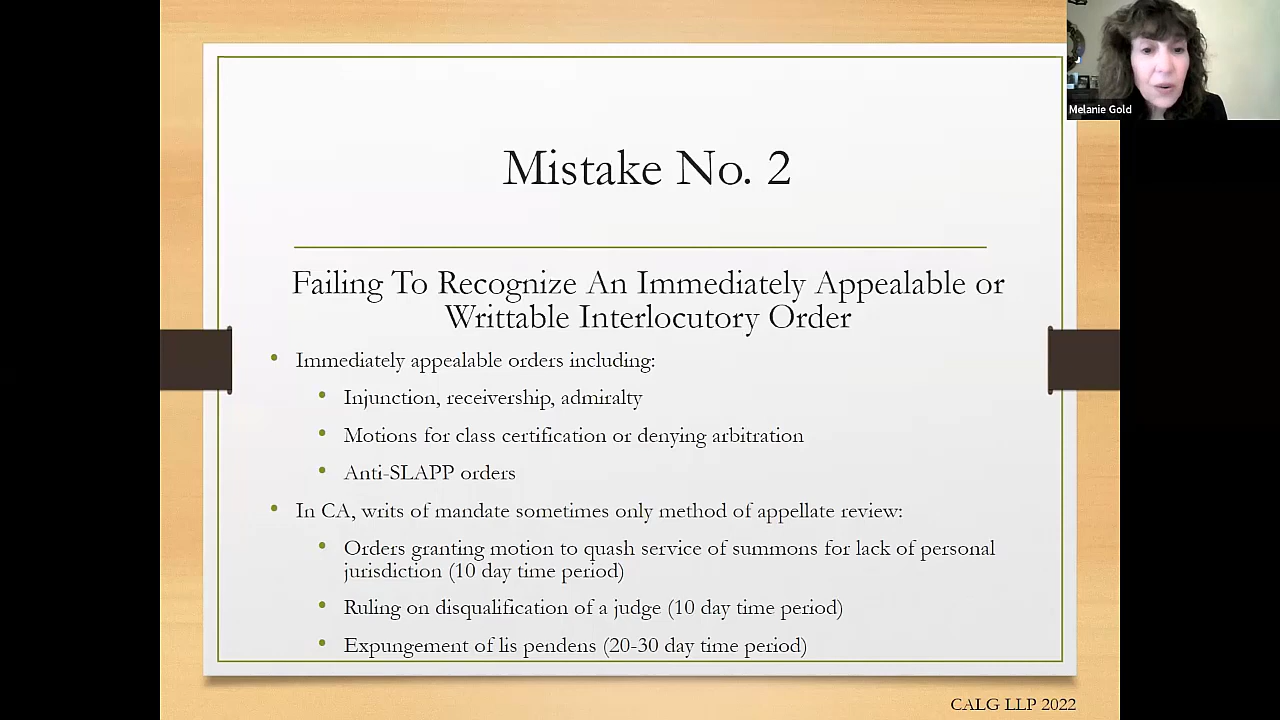 Melanie Gold
Mistake No. 2
Failing To Recognize An Immediately Appealable or
Writtable Interlocutory Order
• Immediately appealable orders including:
• Injunction, receivership, admiralty
• Motions for class certification or denying arbitration
• Anti-SLAPP orders
• In CA, writs of mandate sometimes only method of appellate review:
• Orders granting motion to quash service of summons for lack of personal
jurisdiction (10 day time period)
• Ruling on disqualification of a judge (10 day time period)
• Expungement of lis pendens (20-30 day time period)
CALG LLP 2022